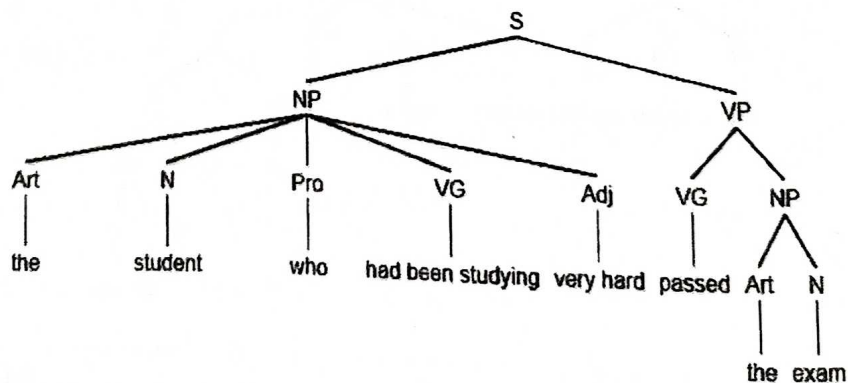 S
NP VP
Art N Pro VG Adj VG NP
the student who had been studying very hard passed Art N
the exam